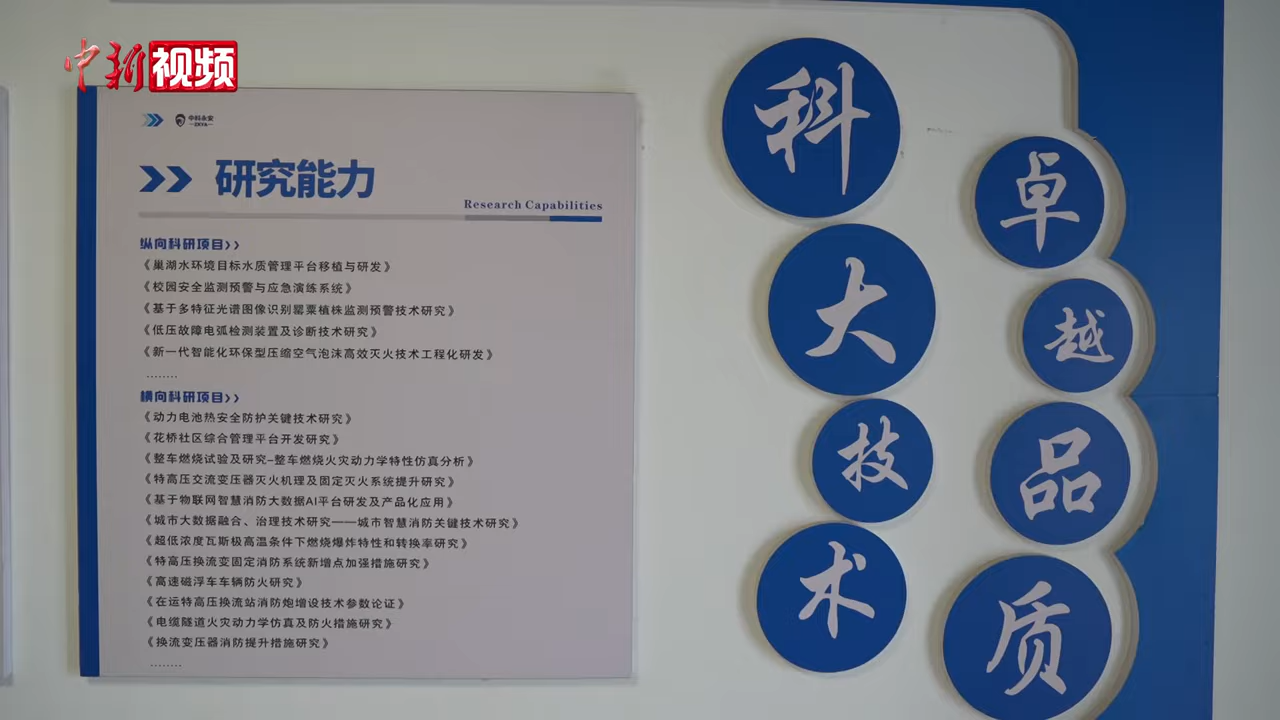 中新视频
中科永安
ZKYA
研究能力
Research Capabilities
纵向科研项目
《巢湖水环境目标水质管理平台移植与研发》
《校园安全监测预警与应急演练系统》
《基于多特征光谱图像识别罂粟植株监测预警技术研究》
《低压故障电弧检测装置及诊断技术研究》
《新一代智能化环保型压缩空气泡沫高效灭火技术工程化研发》
........
横向科研项目
《动力电池热安全防护关键技术研究》
《花桥社区综合管理平台开发研究》
《整车燃烧试验及研究-整车燃烧火灾动力学特性仿真分析》
《特高压交流变压器灭火机理及固定灭火系统提升研究》
《基于物联网智慧消防大数据AI平台研发及产品化应用》
《城市大数据融合、治理技术研究——城市智慧消防关键技术研究》
《超低浓度瓦斯极高温条件下燃烧爆炸特性和转换率研究》
《特高压换流变固定消防系统新增点加强措施研究》
《高速磁浮车车辆防火研究》
《在运特高压换流站消防炮增设技术参数论证》
《电缆隧道火灾动力学仿真及防火措施研究》
《换流变压器消防提升措施研究》
........
科大技术
卓越品质